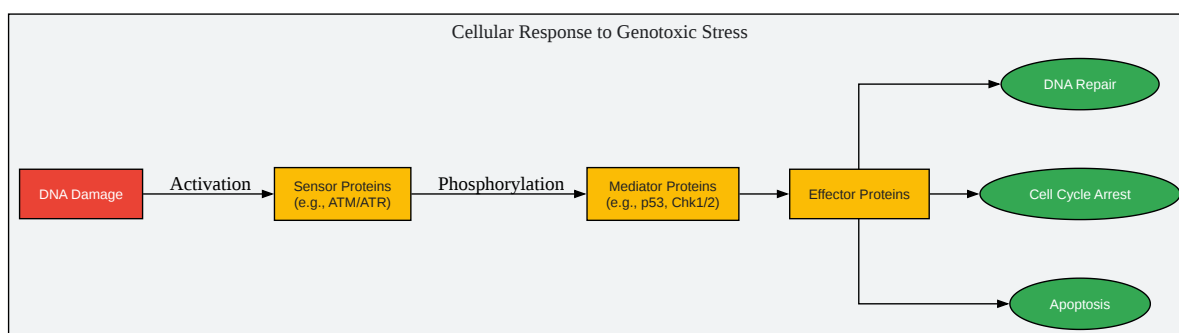 Cellular Response to Genotoxic Stress
DNA Damage
Activation
Sensor Proteins
(e.g., ATM/ATR)
Phosphorylation
Mediator Proteins
(e.g., p53, Chk1/2)
Effector Proteins
DNA Repair
Cell Cycle Arrest
Apoptosis